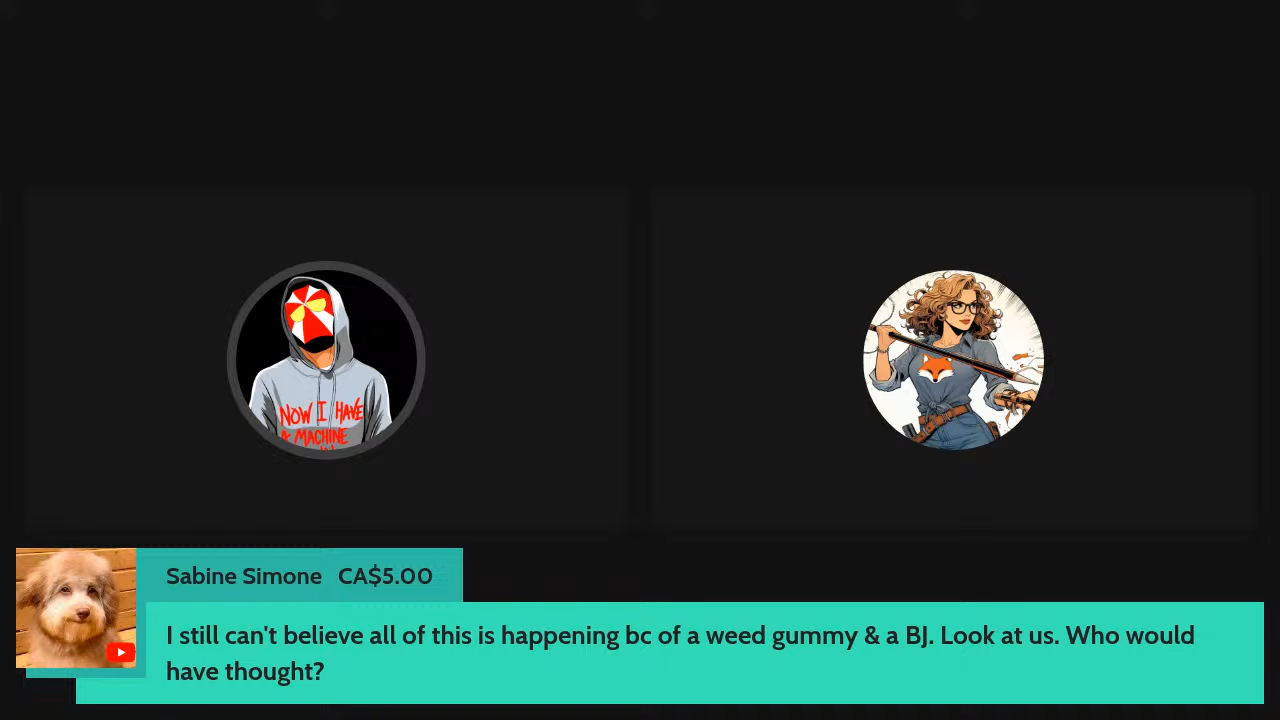 NOW I HAVE
A MACHINE
Sabine Simone CA$5.00
I still can't believe all of this is happening bc of a weed gummy & a BJ. Look at us. Who would
have thought?